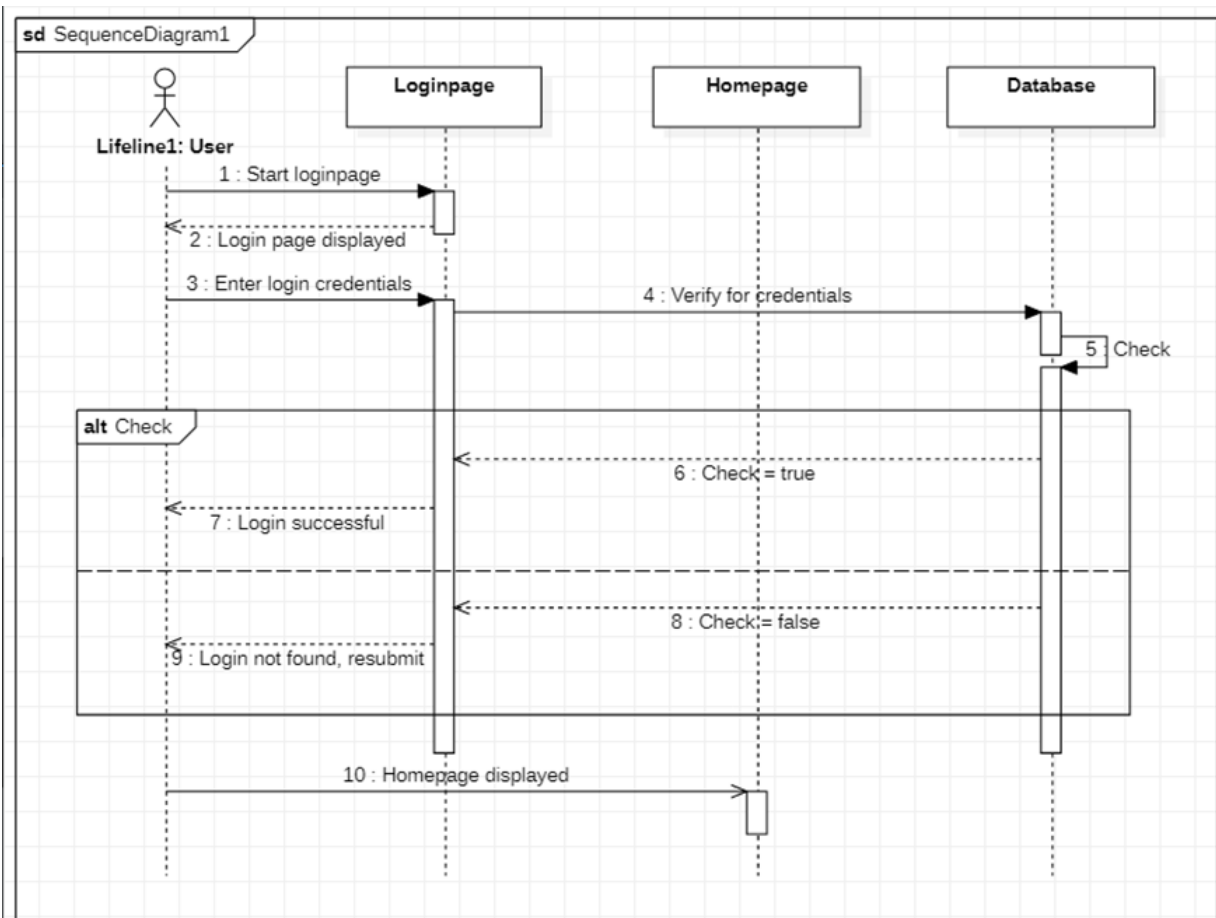 sd SequenceDiagram1
Loginpage
Homepage
Database
Lifeline1: User
1 : Start loginpage
2 : Login page displayed
3 : Enter login credentials
4 : Verify for credentials
5 : Check
alt Check
6 : Check = true
7 : Login successful
8 : Check = false
9 : Login not found, resubmit
10 : Homepage displayed